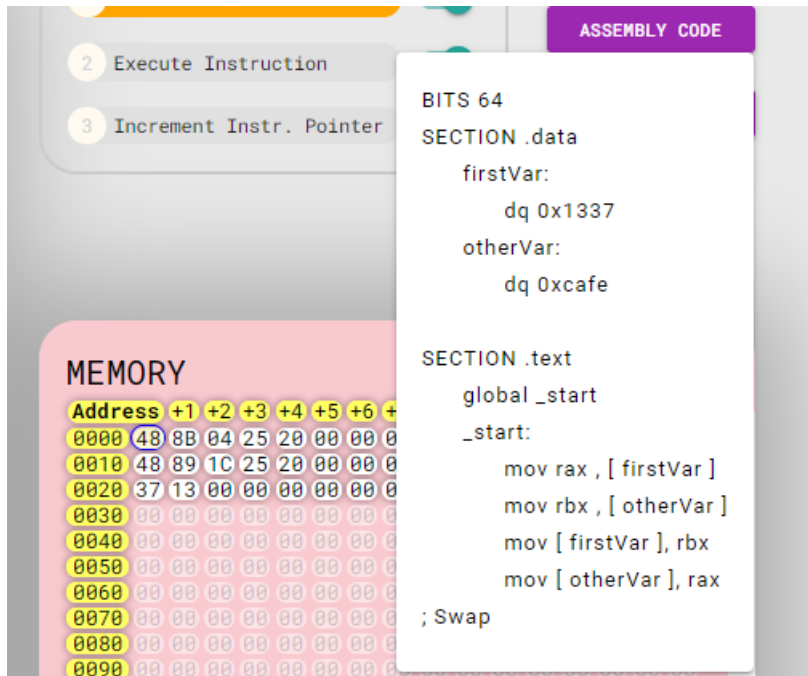 1
ASSEMBLY CODE
2 Execute Instruction
3 Increment Instr. Pointer
BITS 64
SECTION .data
firstVar:
dq 0x1337
otherVar:
dq 0xcafe
SECTION .text
global _start
_start:
mov rax , [ firstVar ]
mov rbx , [ otherVar ]
mov [ firstVar ], rbx
mov [ otherVar ], rax
; Swap
MEMORY
Address +1 +2 +3 +4 +5 +6
0000 48 8B 04 25 20 00 00
0010 48 89 1C 25 20 00 00
0020 37 13 00 00 00 00 00
0030 00 00 00 00 00 00 00
0040 00 00 00 00 00 00 00
0050 00 00 00 00 00 00 00
0060 00 00 00 00 00 00 00
0070 00 00 00 00 00 00 00
0080 00 00 00 00 00 00 00
0090 00 00 00 00 00 00 00